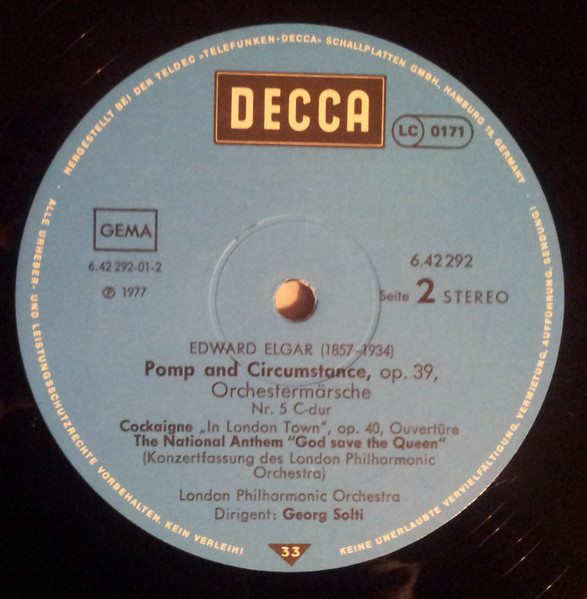 HERGESTELLT BEI DER TELDEC »TELEFUNKEN-DECCA« SCHALLPLATTEN GMBH, HAMBURG 19, GERMANY
DECCA
LC 0171
GEMA
6.42 292-01-2
℗ 1977
6.42 292
Seite 2 STEREO
EDWARD ELGAR (1857–1934)
Pomp and Circumstance, op. 39,
Orchestermärsche
Nr. 5 C-dur
Cockaigne „In London Town", op. 40, Ouvertüre
The National Anthem "God save the Queen"
(Konzertfassung des London Philharmonic
Orchestra)
London Philharmonic Orchestra
Dirigent: Georg Solti
33
· ALLE URHEBER- UND LEISTUNGSSCHUTZRECHTE VORBEHALTEN, KEIN VERLEIH!
KEINE UNERLAUBTE VERVIELFÄLTIGUNG, VERMIETUNG, AUFFÜHRUNG, SENDUNG! ·